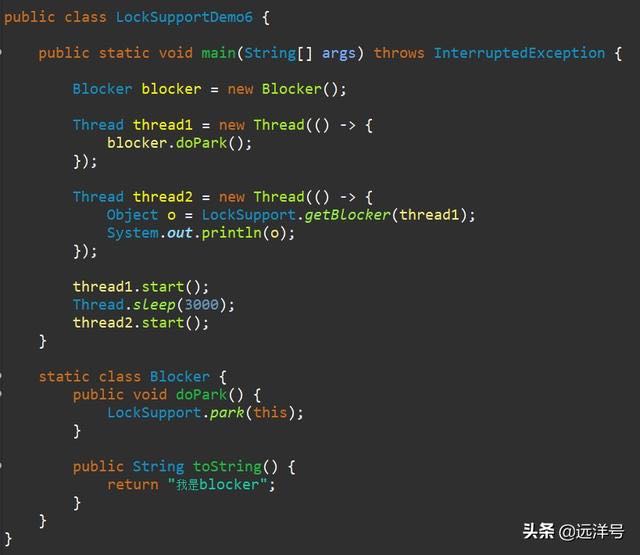 public class LockSupportDemo6 {
public static void main(String[] args) throws InterruptedException {
Blocker blocker = new Blocker();
Thread thread1 = new Thread(() -> {
blocker.doPark();
});
Thread thread2 = new Thread(() -> {
Object o = LockSupport.getBlocker(thread1);
System.out.println(o);
});
thread1.start();
Thread.sleep(3000);
thread2.start();
}
static class Blocker {
public void doPark() {
LockSupport.park(this);
}
public String toString() {
return "我是blocker";
}
}
}
头条 @远洋号